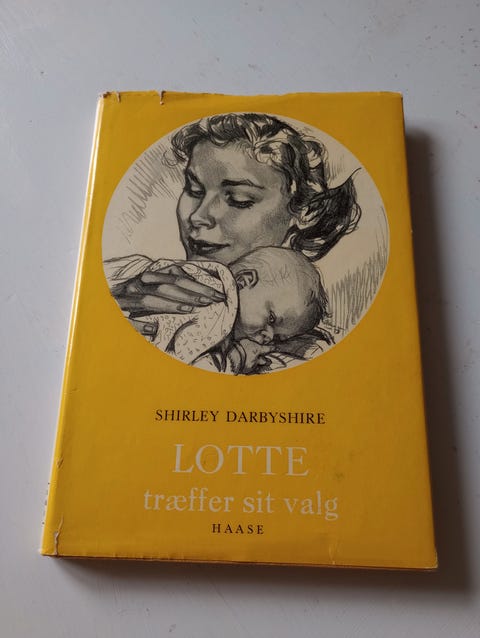 SHIRLEY DARBYSHIRE
LOTTE
træffer sit valg
HAASE